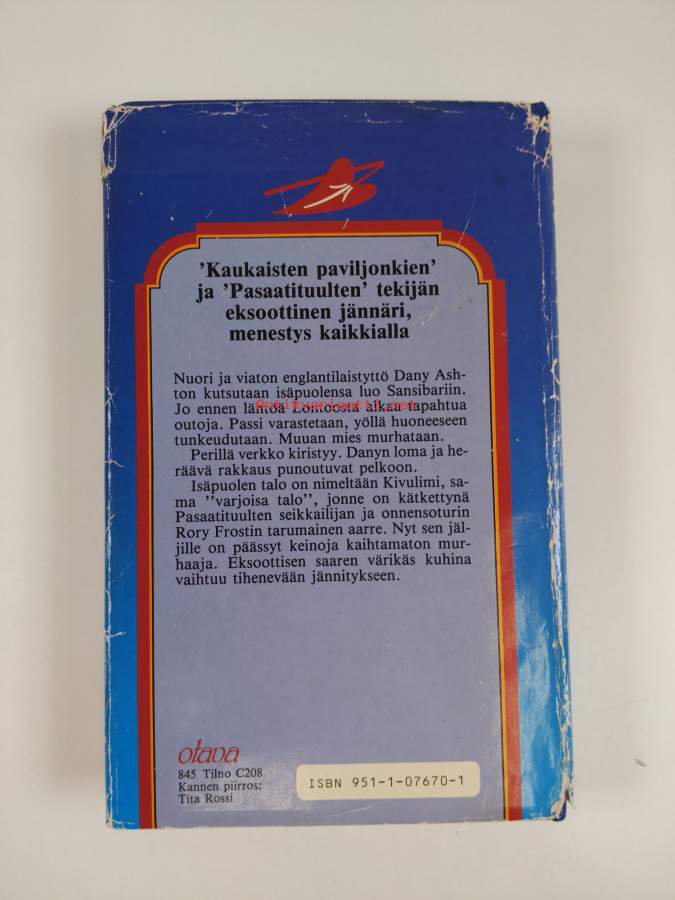 'Kaukaisten paviljonkien'
ja 'Pasaatituulten' tekijän
eksoottinen jännäri,
menestys kaikkialla
Nuori ja viaton englantilaistyttö Dany Ash-
ton kutsutaan isäpuolensa luo Sansibariin.
Jo ennen lähtöä Lontoosta alkaa tapahtua
Antikvariaatti.net
outoja. Passi varastetaan, yöllä huoneeseen
tunkeudutaan. Muuan mies murhataan.
Perillä verkko kiristyy. Danyn loma ja he-
räävä rakkaus punoutuvat pelkoon.
Isäpuolen talo on nimeltään Kivulimi, sa-
ma ''varjoisa talo'', jonne on kätkettynä
Pasaatituulten seikkailijan ja onnensoturin
Rory Frostin tarumainen aarre. Nyt sen jäl-
jille on päässyt keinoja kaihtamaton mur-
haaja. Eksoottisen saaren värikäs kuhina
vaihtuu tihenevään jännitykseen.
otava
845 Tilno C208
Kannen piirros:
Tita Rossi
ISBN 951-1-07670-1